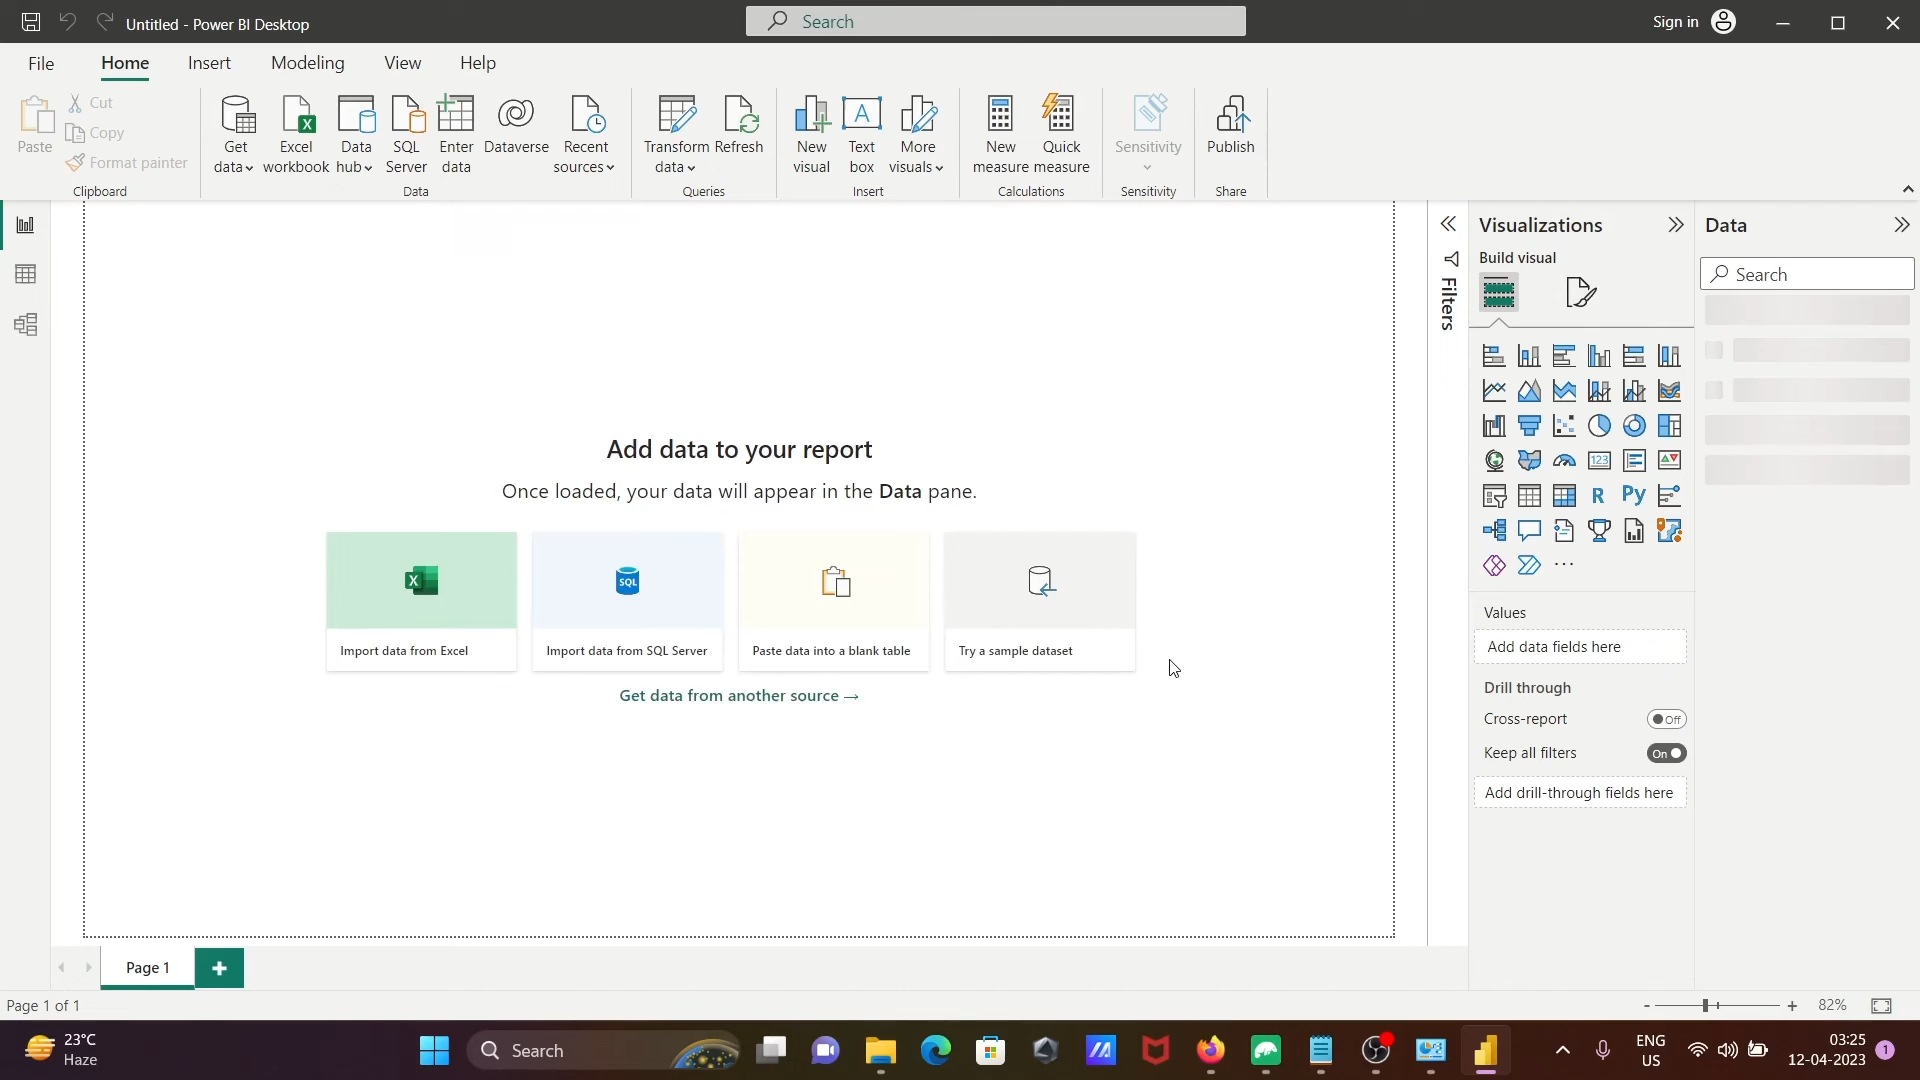 Untitled - Power BI Desktop
Search
Sign in
File
Home
Insert
Modeling
View
Help
Paste
Cut
Copy
Format painter
Clipboard
Get data
Excel workbook
Data hub
SQL Server
Enter data
Dataverse
Recent sources
Data
Transform data
Refresh
Queries
New visual
Text box
More visuals
Insert
New measure
Quick measure
Calculations
Sensitivity
Sensitivity
Publish
Share
Add data to your report
Once loaded, your data will appear in the Data pane.
X
SQL
Import data from Excel
Import data from SQL Server
Paste data into a blank table
Try a sample dataset
Get data from another source →
Filters
Visualizations
Build visual
123
R
Py
Values
Add data fields here
Drill through
Cross-report
Off
Keep all filters
On
Add drill-through fields here
Data
Search
Page 1
Page 1 of 1
- + 82%
23°C
Haze
Search
ENG
US
03:25
12-04-2023
1